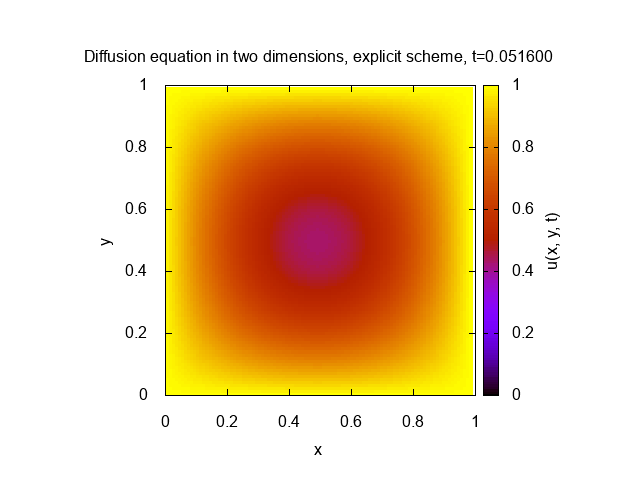 Diffusion equation in two dimensions, explicit scheme, t=0.051600
1
0.8
0.6
0.4
0.2
0
y
0 0.2 0.4 0.6 0.8 1
x
1
0.8
0.6
0.4
0.2
0
u(x, y, t)